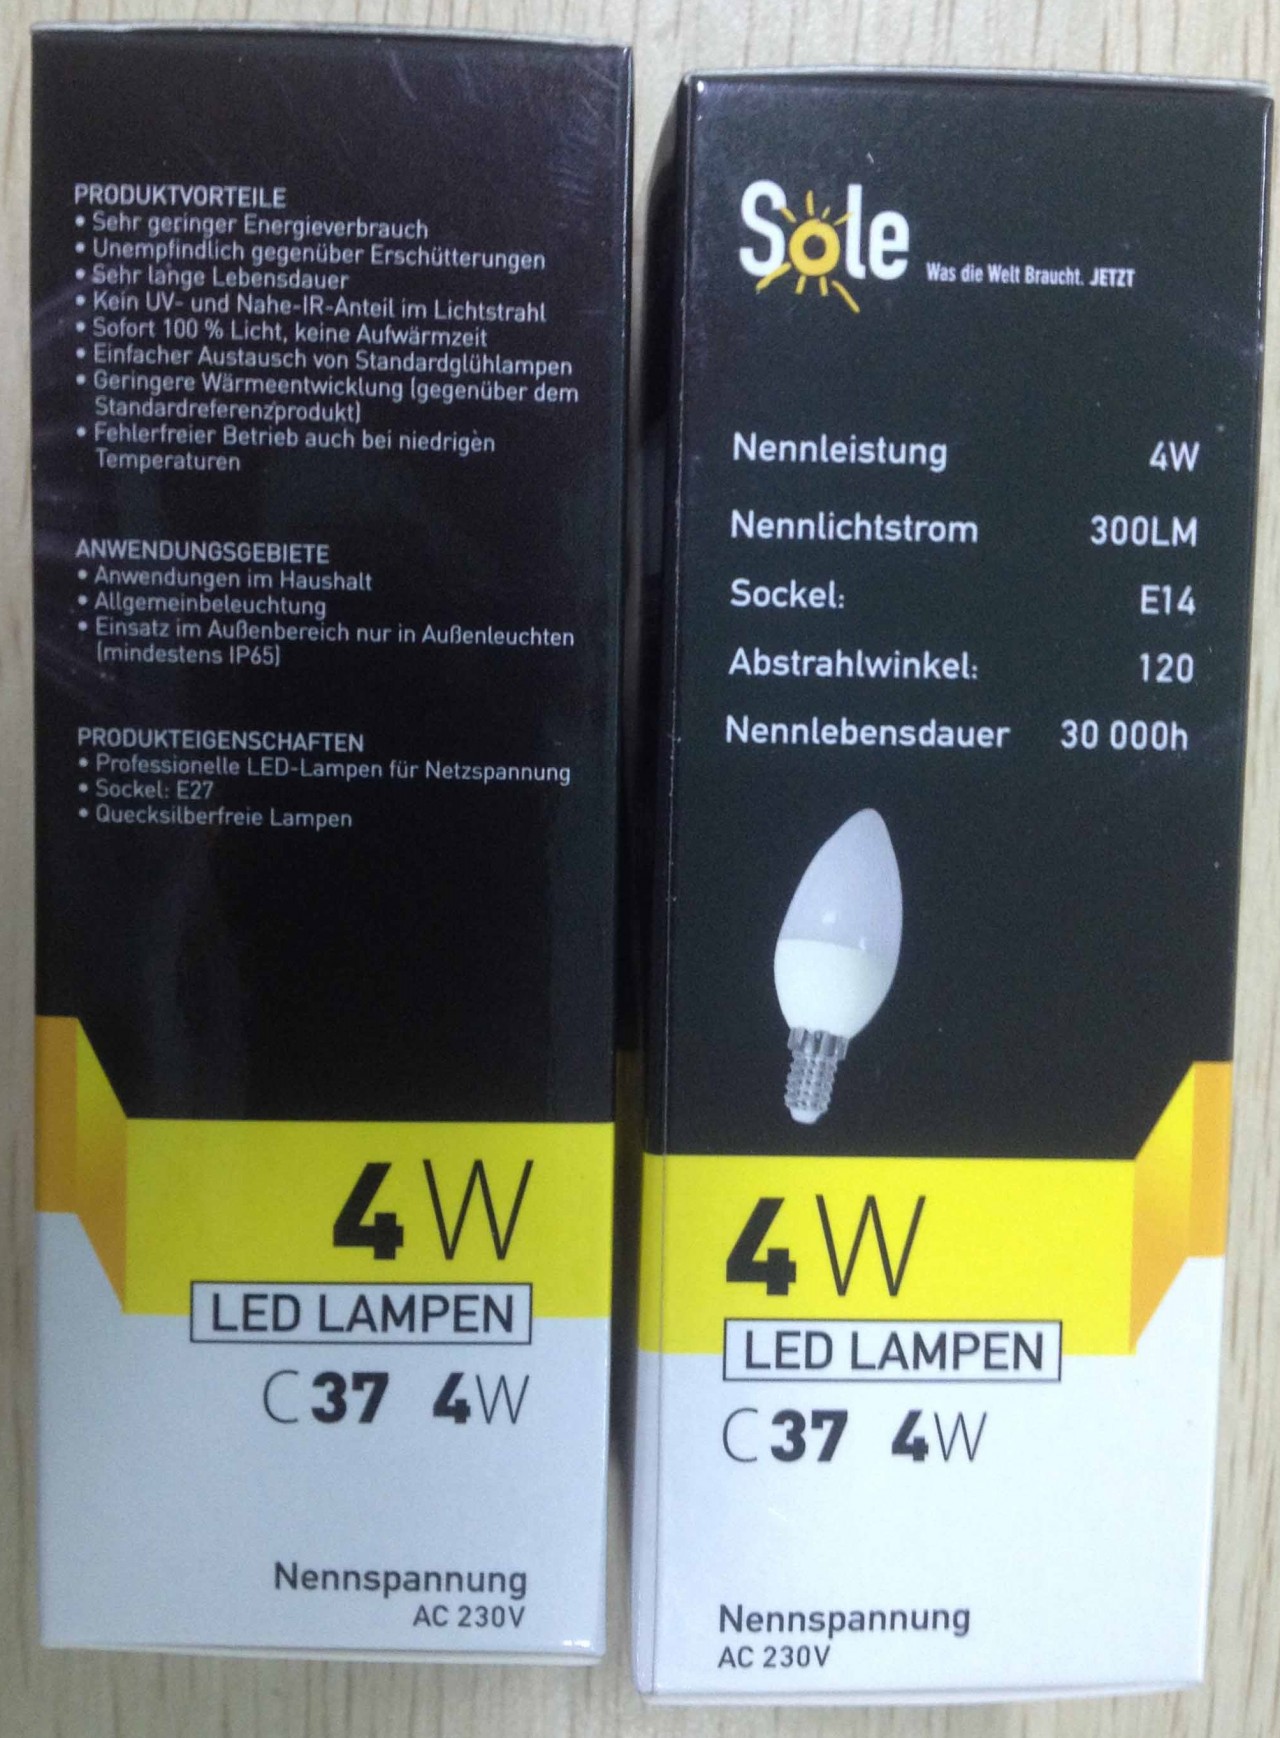 PRODUKTVORTEILE
• Sehr geringer Energieverbrauch
• Unempfindlich gegenüber Erschütterungen
• Sehr lange Lebensdauer
• Kein UV- und Nahe-IR-Anteil im Lichtstrahl
• Sofort 100 % Licht, keine Aufwärmzeit
• Einfacher Austausch von Standardglühlampen
• Geringere Wärmeentwicklung (gegenüber dem
Standardreferenzprodukt)
• Fehlerfreier Betrieb auch bei niedrigen
Temperaturen
ANWENDUNGSGEBIETE
• Anwendungen im Haushalt
• Allgemeinbeleuchtung
• Einsatz im Außenbereich nur in Außenleuchten
(mindestens IP65)
PRODUKTEIGENSCHAFTEN
• Professionelle LED-Lampen für Netzspannung
• Sockel: E27
• Quecksilberfreie Lampen
4W
LED LAMPEN
C37 4W
Nennspannung
AC 230V
Sole Was die Welt Braucht. JETZT
Nennleistung 4W
Nennlichtstrom 300LM
Sockel: E14
Abstrahlwinkel: 120
Nennlebensdauer 30 000h
4W
LED LAMPEN
C37 4W
Nennspannung
AC 230V